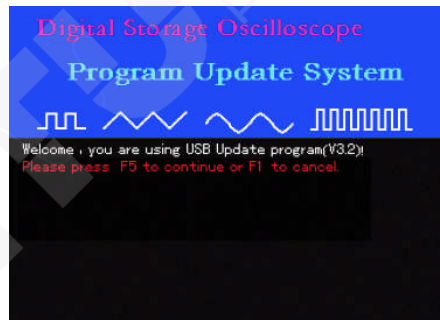 Digital Storage Oscilloscope
Program Update System
Welcome , you are using USB Update program(V3.2)!
Please press F5 to continue or F1 to cancel.